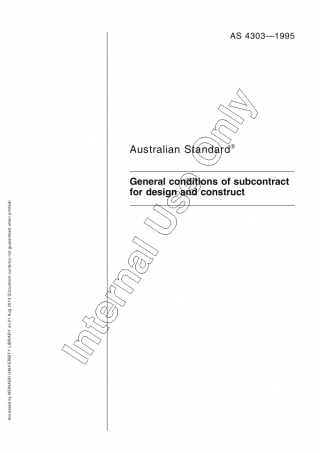 AS 4303—1995
Australian Standard®
General conditions of subcontract
for design and construct
Internal Use Only
Accessed by MONASH UNIVERSITY LIBRARY on 21 Aug 2013 (Document currency not guaranteed when printed)